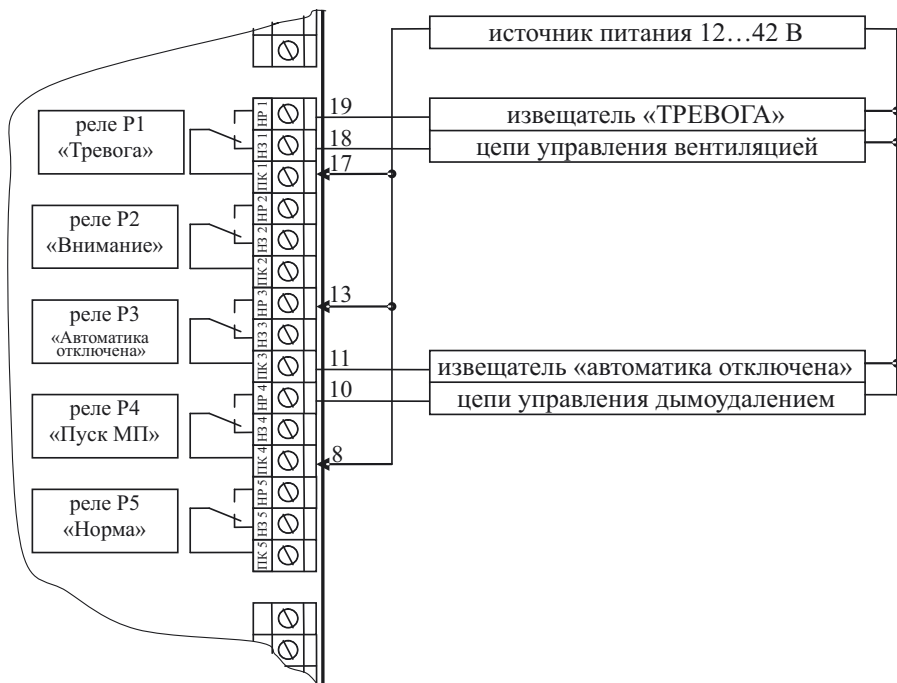 источник питания 12...42 В
реле Р1
«Тревога»
НР 1
19
извещатель «ТРЕВОГА»
НЗ 1
18
цепи управления вентиляцией
ПК 1
17
реле Р2
«Внимание»
НР 2
НЗ 2
ПК 2
реле Р3
«Автоматика
отключена»
НР 3
13
НЗ 3
ПК 3
11
извещатель «автоматика отключена»
реле Р4
«Пуск МП»
НР 4
10
цепи управления дымоудалением
НЗ 4
ПК 4
8
реле Р5
«Норма»
НР 5
НЗ 5
ПК 5